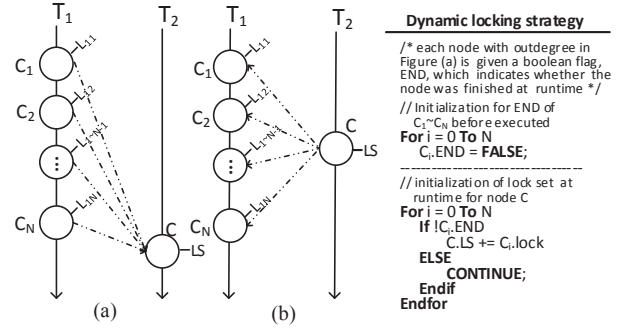 T1
T2
C1
L11
C2
L12
L1~N-1
CN
L1N
C
LS
(a)
T1
T2
C1
L11
C2
L12
L1~N-1
C
LS
CN
L1N
(b)
Dynamic locking strategy
/* each node with outdegree in
Figure (a) is given a boolean flag,
END, which indicates whether the
node was finished at runtime */
// Initialization for END of
C1~CN before executed
For i = 0 To N
Ci.END = FALSE;
// initialization of lock set at
runtime for node C
For i = 0 To N
If !Ci.END
C.LS += Ci.lock
ELSE
CONTINUE;
Endif
Endfor